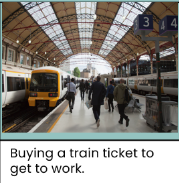 3 4
Buying a train ticket to
get to work.